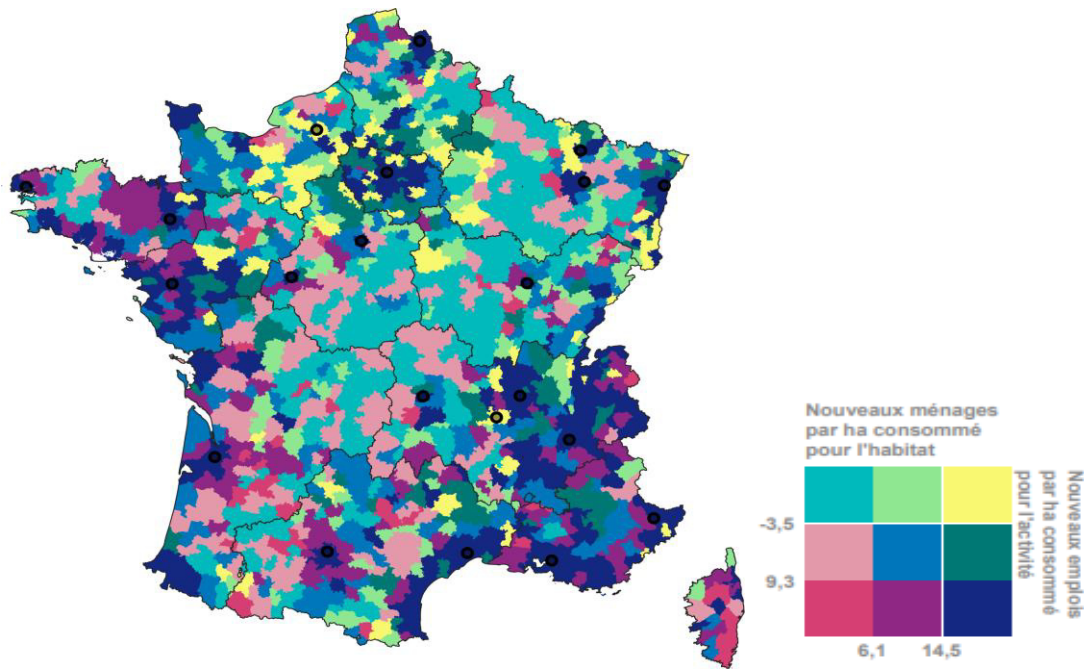 Nouveaux ménages
par ha consommé
pour l'habitat
Nouveaux emplois
par ha consommé
pour l'activité
-3,5
9,3
6,1
14,5